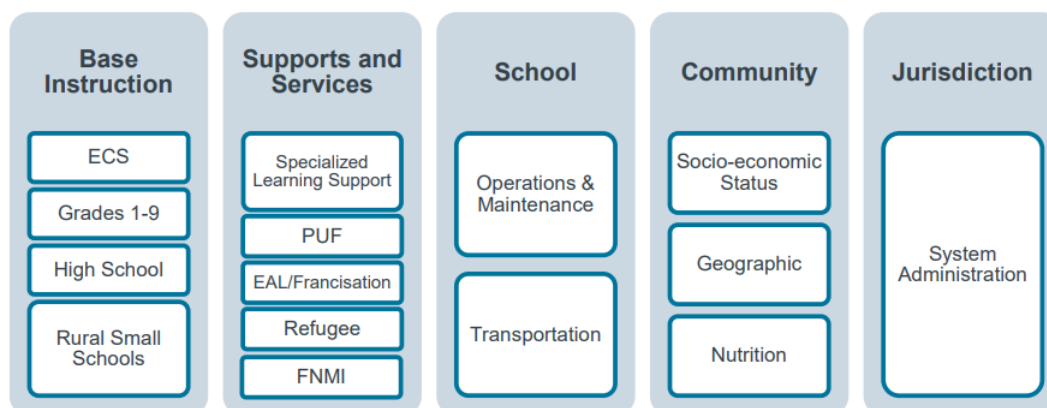 Base
Instruction
ECS
Grades 1-9
High School
Rural Small
Schools
Supports and
Services
Specialized
Learning Support
PUF
EAL/Francisation
Refugee
FNMI
School
Operations &
Maintenance
Transportation
Community
Socio-economic
Status
Geographic
Nutrition
Jurisdiction
System
Administration